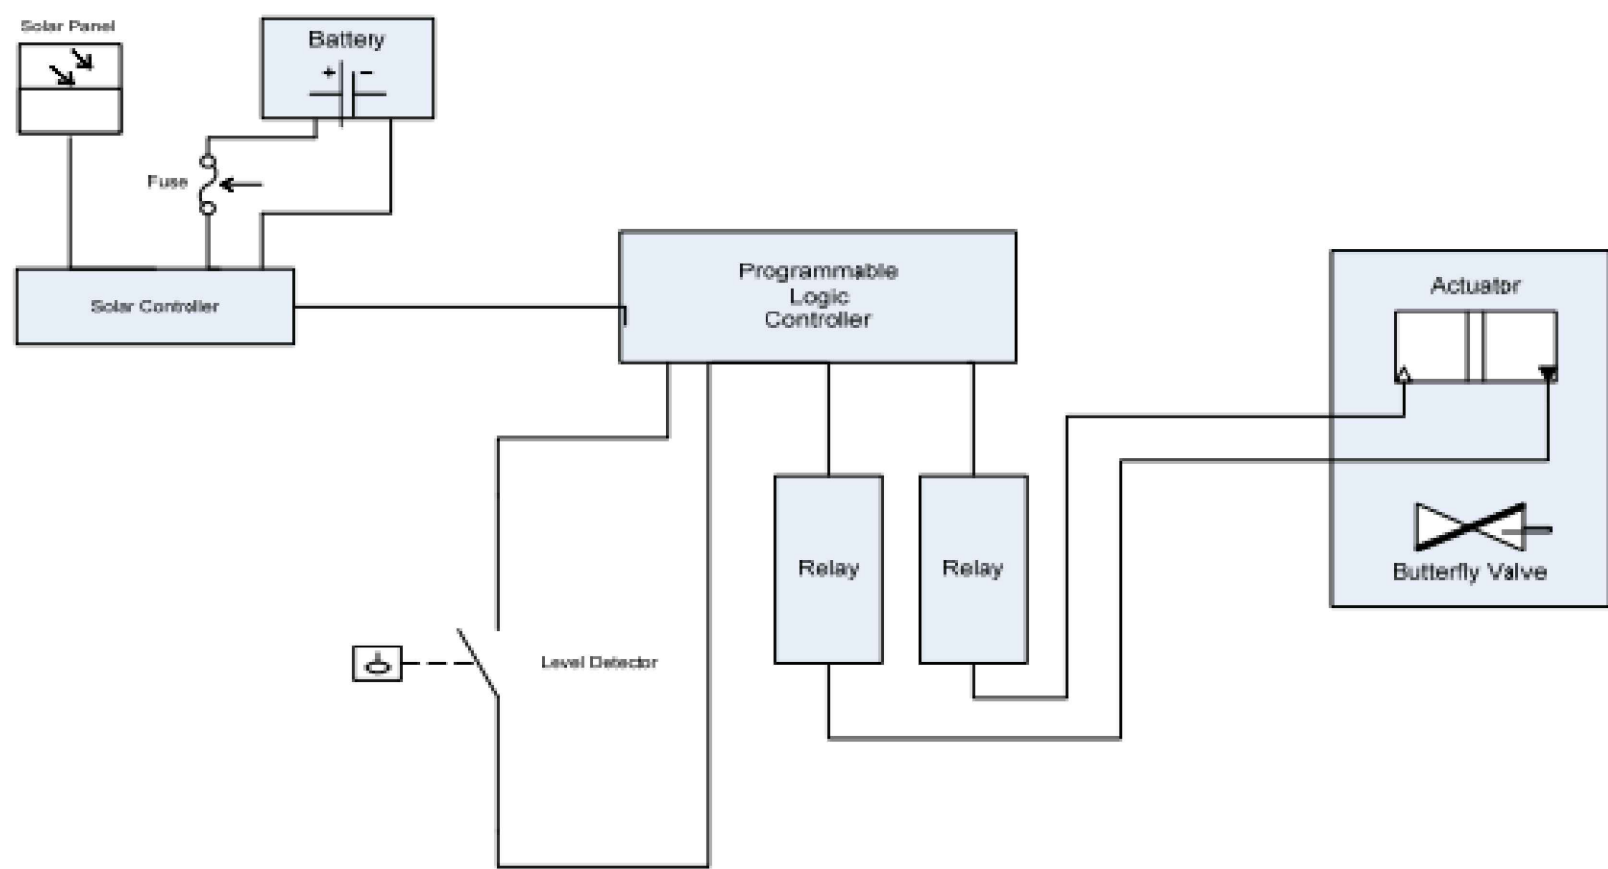 Solar Panel
Battery
+ −
Fuse
Solar Controller
Programmable
Logic
Controller
Actuator
Relay
Relay
Butterfly Valve
Level Detector